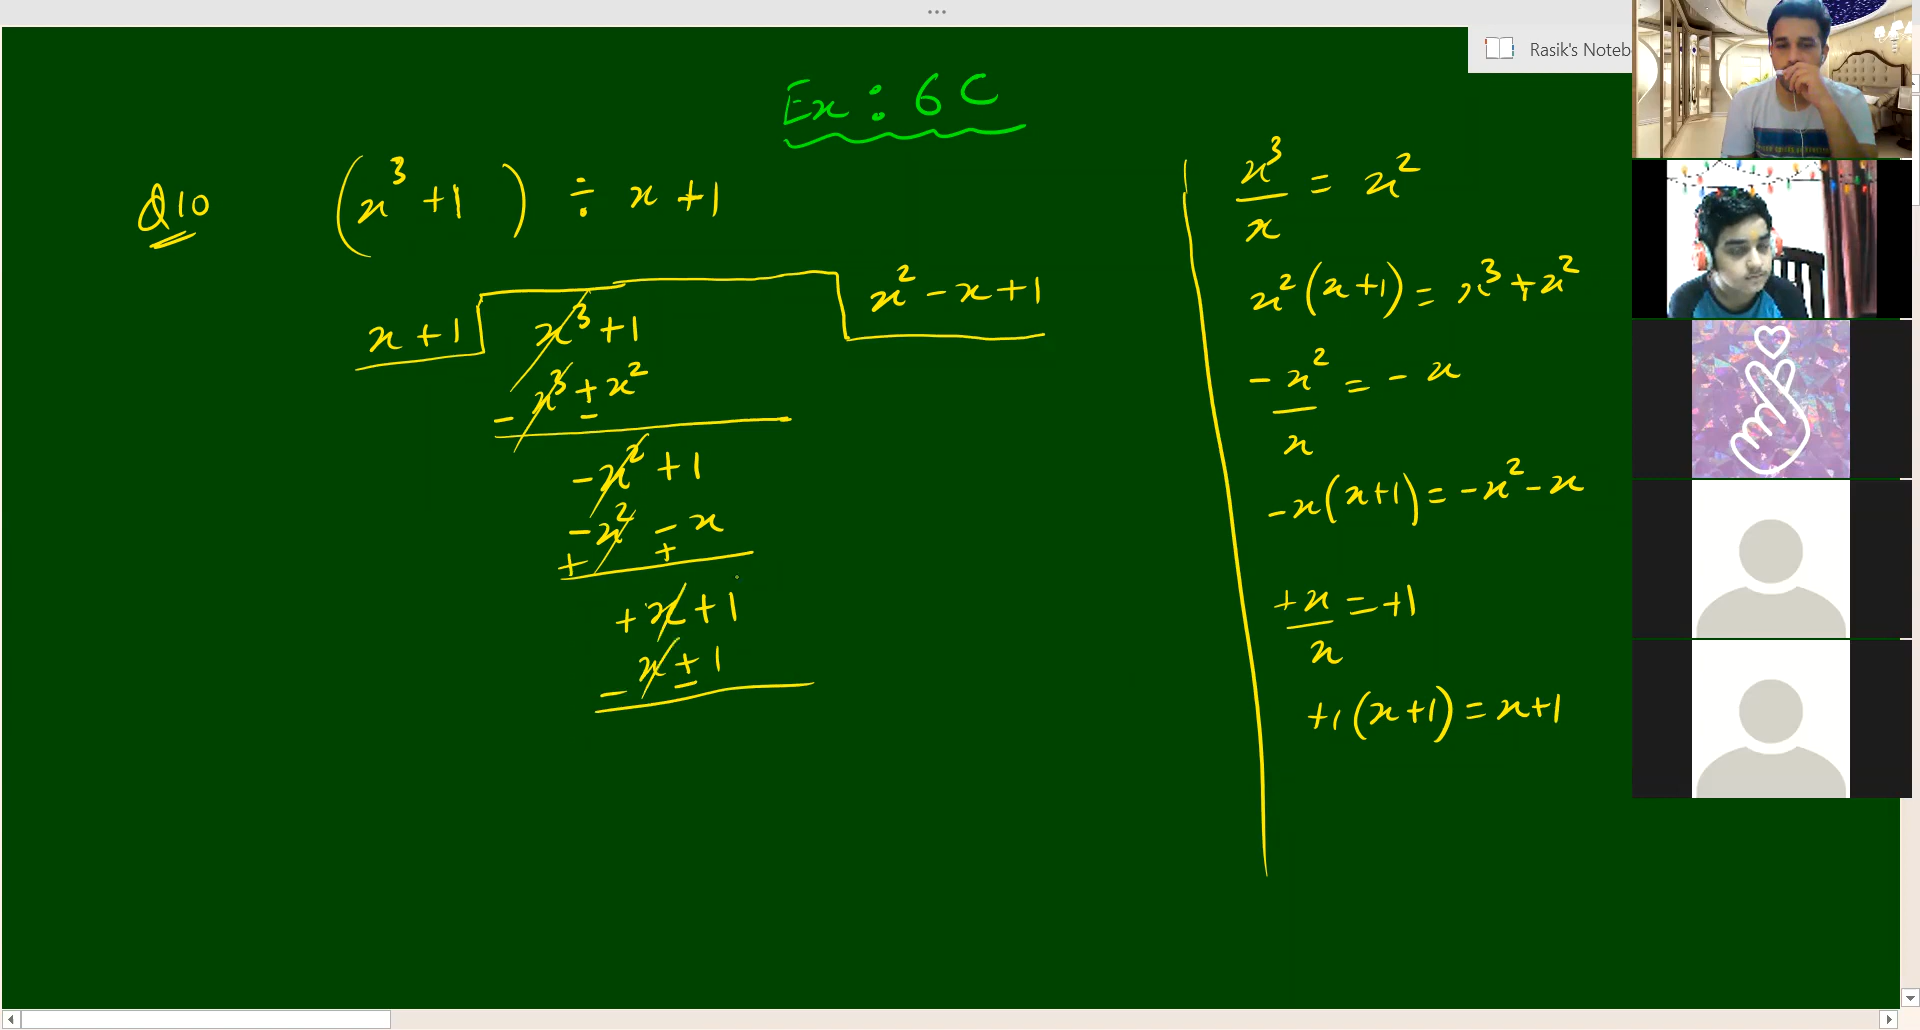 Rasik's Noteb
Ex : 6 C
Q10 (x³ + 1) ÷ x + 1
x + 1
x³ + 1
x² - x + 1
x³ + x²
- -
-x² + 1
-x² - x
+ +
+x + 1
x + 1
- -
x³/x = x²
x²(x+1) = x³ + x²
-x²/x = -x
-x(x+1) = -x² - x
+x/x = +1
+1(x+1) = x+1